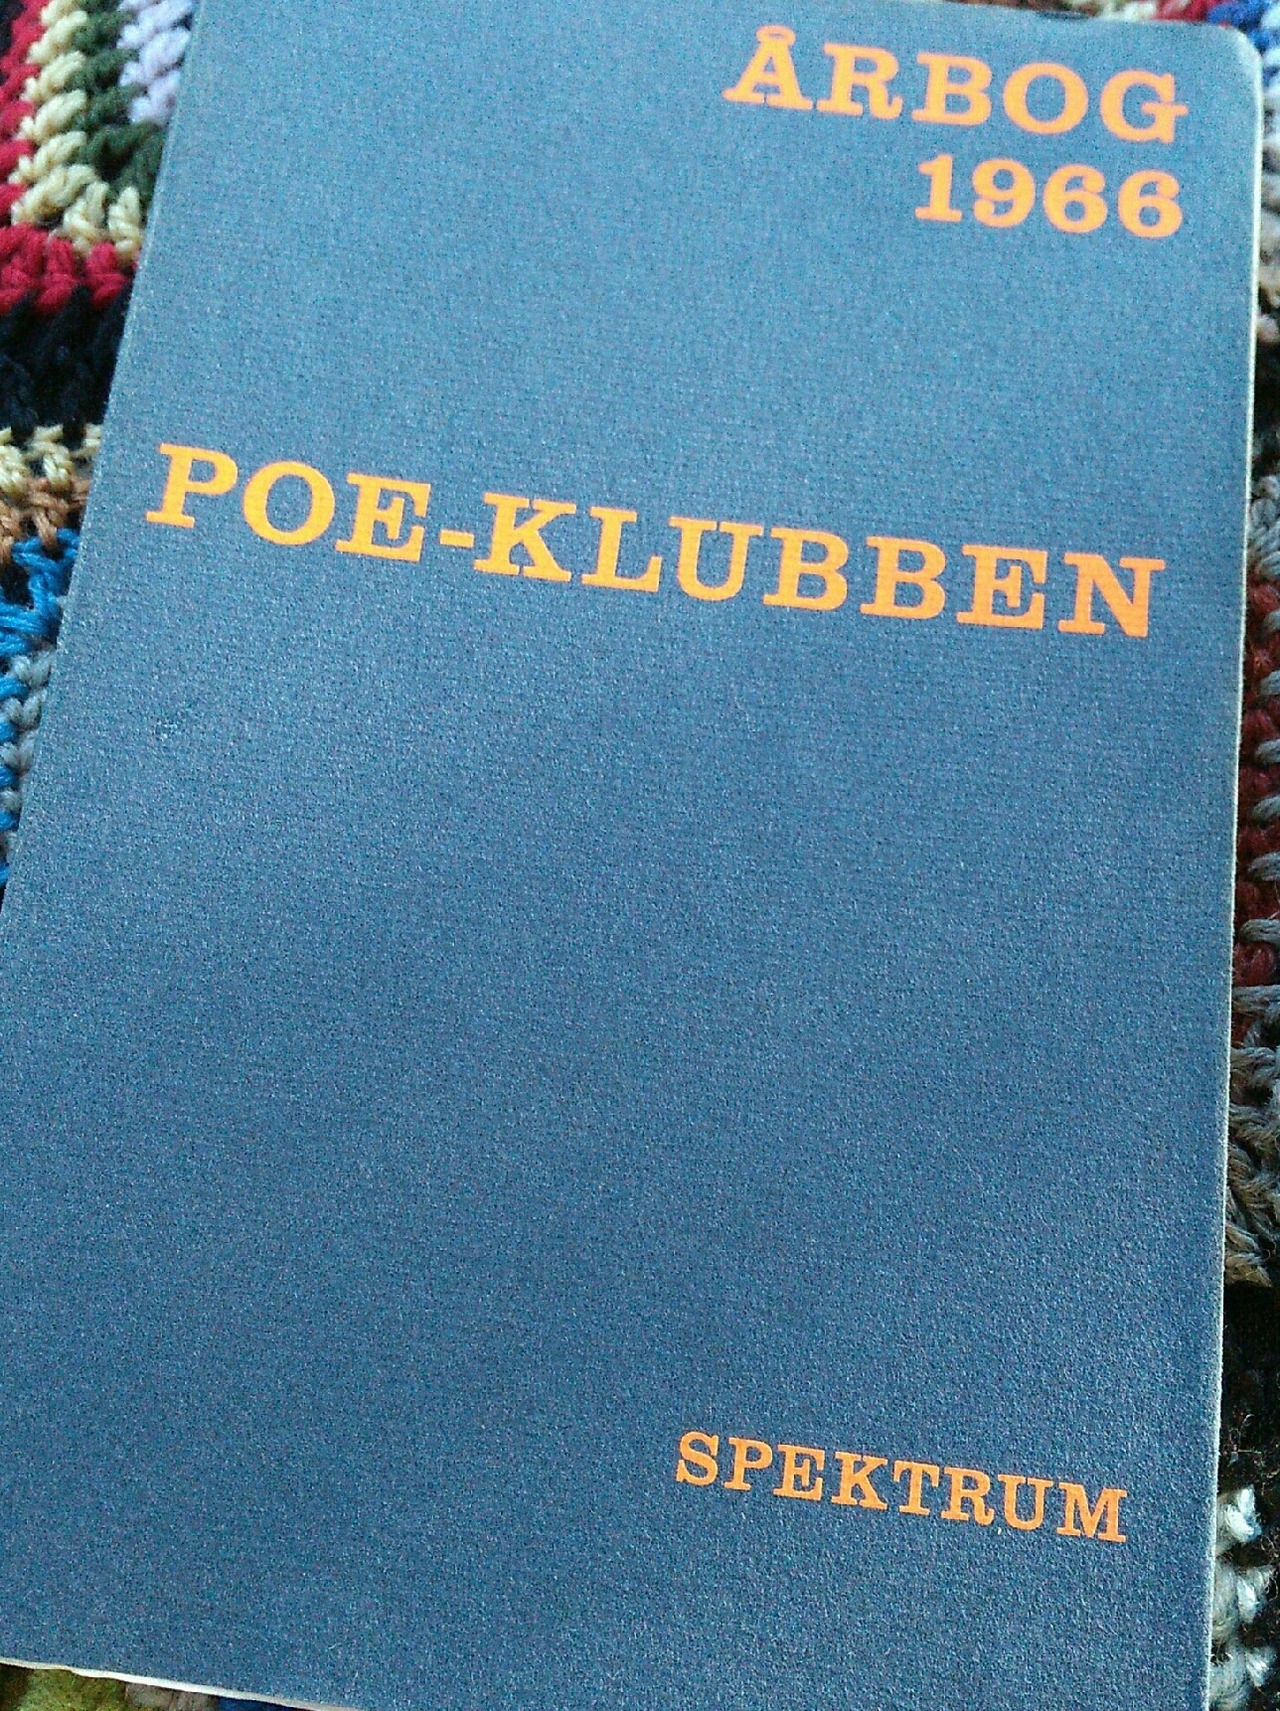 ÅRBOG
1966
POE-KLUBBEN
SPEKTRUM